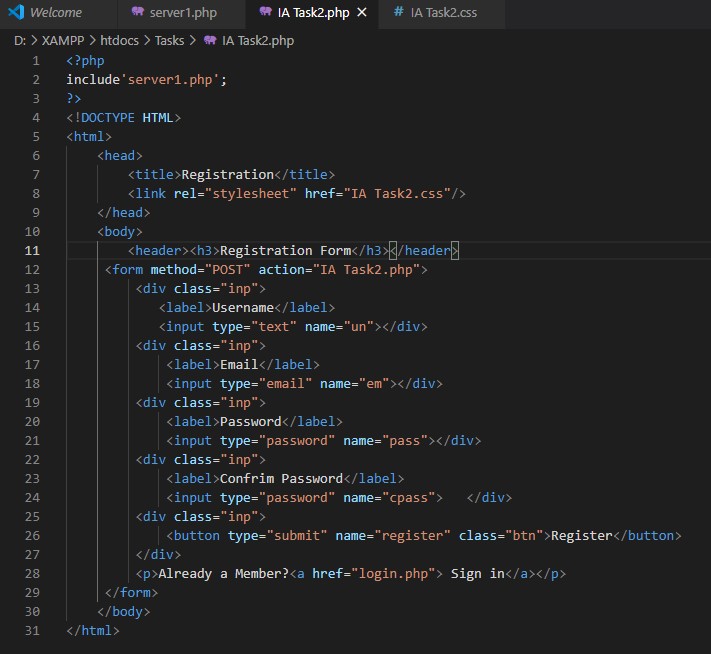 Welcome server1.php IA Task2.php × # IA Task2.css
D: > XAMPP > htdocs > Tasks > IA Task2.php
1 <?php
2 include'server1.php';
3 ?>
4 <!DOCTYPE HTML>
5 <html>
6 <head>
7 <title>Registration</title>
8 <link rel="stylesheet" href="IA Task2.css"/>
9 </head>
10 <body>
11 <header><h3>Registration Form</h3></header>
12 <form method="POST" action="IA Task2.php">
13 <div class="inp">
14 <label>Username</label>
15 <input type="text" name="un"></div>
16 <div class="inp">
17 <label>Email</label>
18 <input type="email" name="em"></div>
19 <div class="inp">
20 <label>Password</label>
21 <input type="password" name="pass"></div>
22 <div class="inp">
23 <label>Confrim Password</label>
24 <input type="password" name="cpass">   </div>
25 <div class="inp">
26 <button type="submit" name="register" class="btn">Register</button>
27 </div>
28 <p>Already a Member?<a href="login.php"> Sign in</a></p>
29 </form>
30 </body>
31 </html>